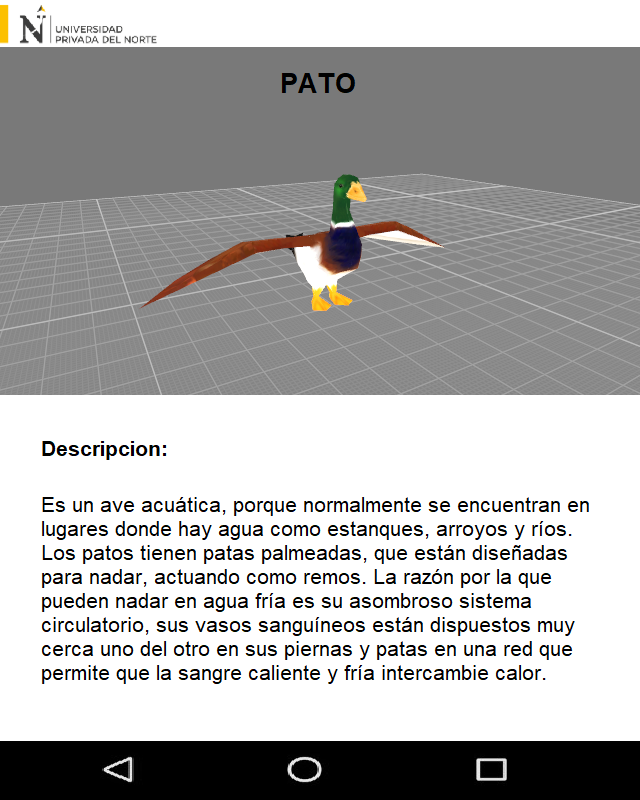 UNIVERSIDAD
PRIVADA DEL NORTE
PATO
Descripcion:
Es un ave acuática, porque normalmente se encuentran en
lugares donde hay agua como estanques, arroyos y ríos.
Los patos tienen patas palmeadas, que están diseñadas
para nadar, actuando como remos. La razón por la que
pueden nadar en agua fría es su asombroso sistema
circulatorio, sus vasos sanguíneos están dispuestos muy
cerca uno del otro en sus piernas y patas en una red que
permite que la sangre caliente y fría intercambie calor.